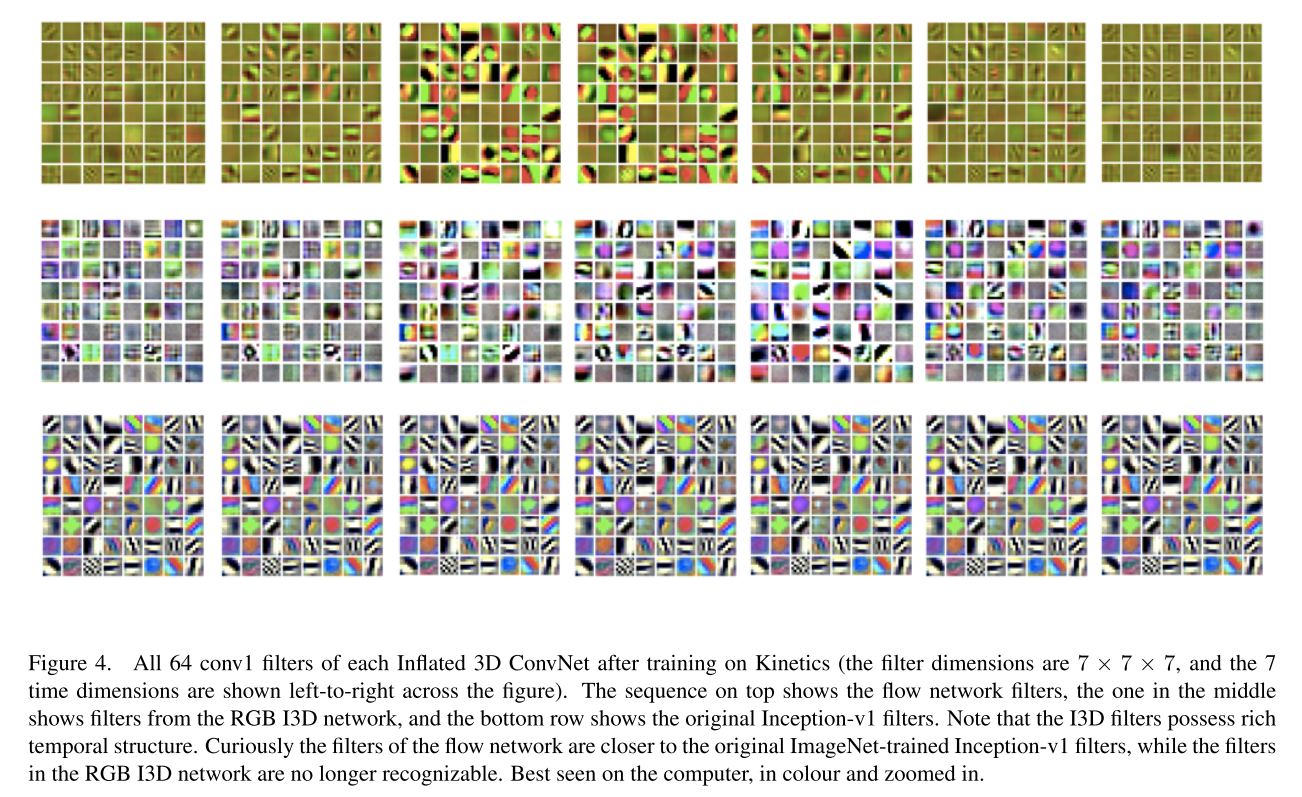 Figure 4. All 64 conv1 filters of each Inflated 3D ConvNet after training on Kinetics (the filter dimensions are 7 × 7 × 7, and the 7
time dimensions are shown left-to-right across the figure). The sequence on top shows the flow network filters, the one in the middle
shows filters from the RGB I3D network, and the bottom row shows the original Inception-v1 filters. Note that the I3D filters possess rich
temporal structure. Curiously the filters of the flow network are closer to the original ImageNet-trained Inception-v1 filters, while the filters
in the RGB I3D network are no longer recognizable. Best seen on the computer, in colour and zoomed in.